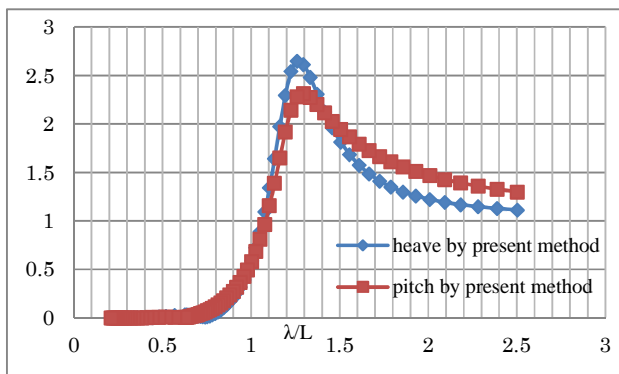 3
2.5
2
1.5
1
0.5
0
0 0.5 1 1.5 2 2.5 3
λ/L
heave by present method
pitch by present method